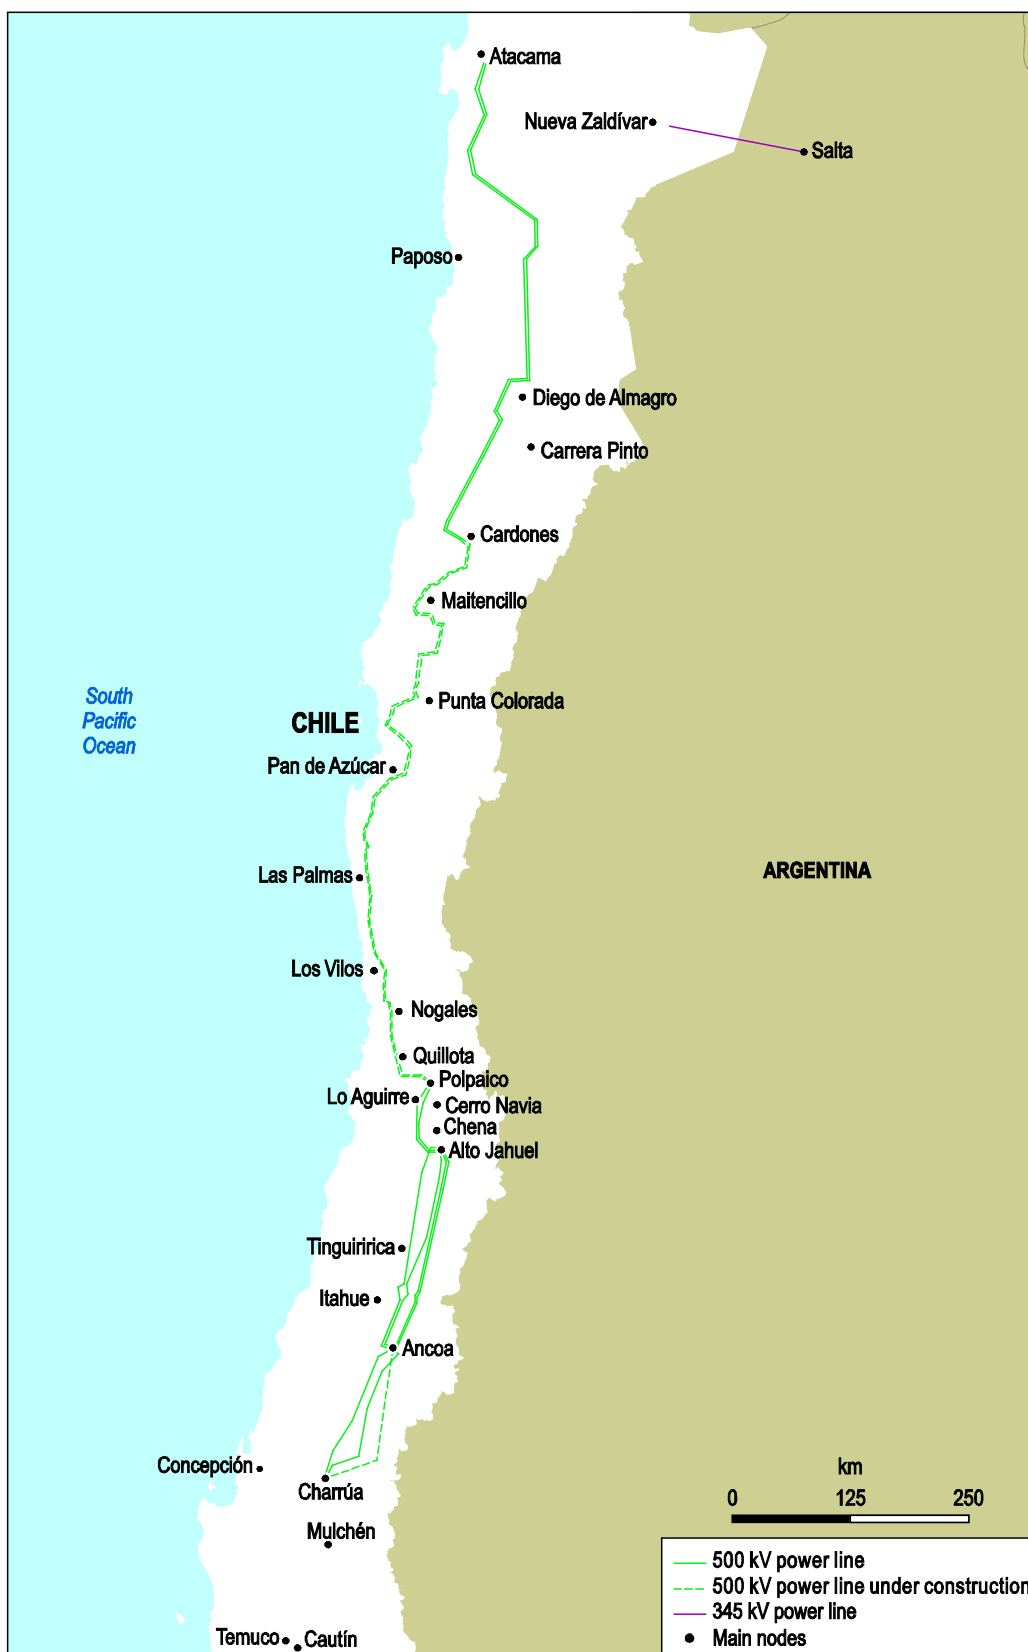 Atacama
Nueva Zaldívar
Salta
Paposo
Diego de Almagro
Carrera Pinto
Cardones
Maitencillo
South
Pacific
Ocean
CHILE
Punta Colorada
Pan de Azúcar
Las Palmas
ARGENTINA
Los Vilos
Nogales
Quillota
Polpaico
Lo Aguirre
Cerro Navia
Chena
Alto Jahuel
Tinguiririca
Itahue
Ancoa
Concepción
Charrúa
Mulchén
km
0 125 250
500 kV power line
500 kV power line under construction
345 kV power line
Main nodes
Temuco
Cautín